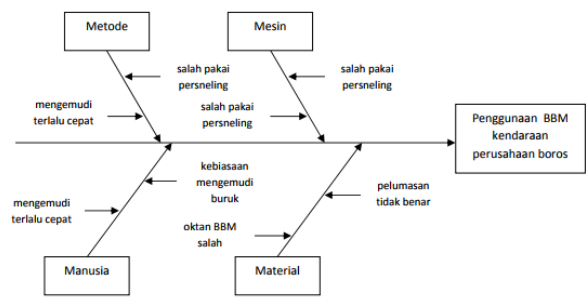 Metode
Mesin
salah pakai
persneling
salah pakai
persneling
mengemudi
terlalu cepat
salah pakai
persneling
Penggunaan BBM
kendaraan
perusahaan boros
kebiasaan
mengemudi
buruk
pelumasan
tidak benar
mengemudi
terlalu cepat
oktan BBM
salah
Manusia
Material